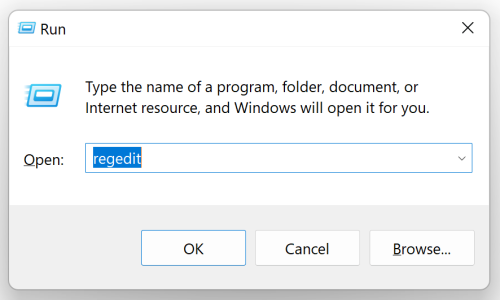 Run
Type the name of a program, folder, document, or
Internet resource, and Windows will open it for you.
Open: regedit
OK Cancel Browse...